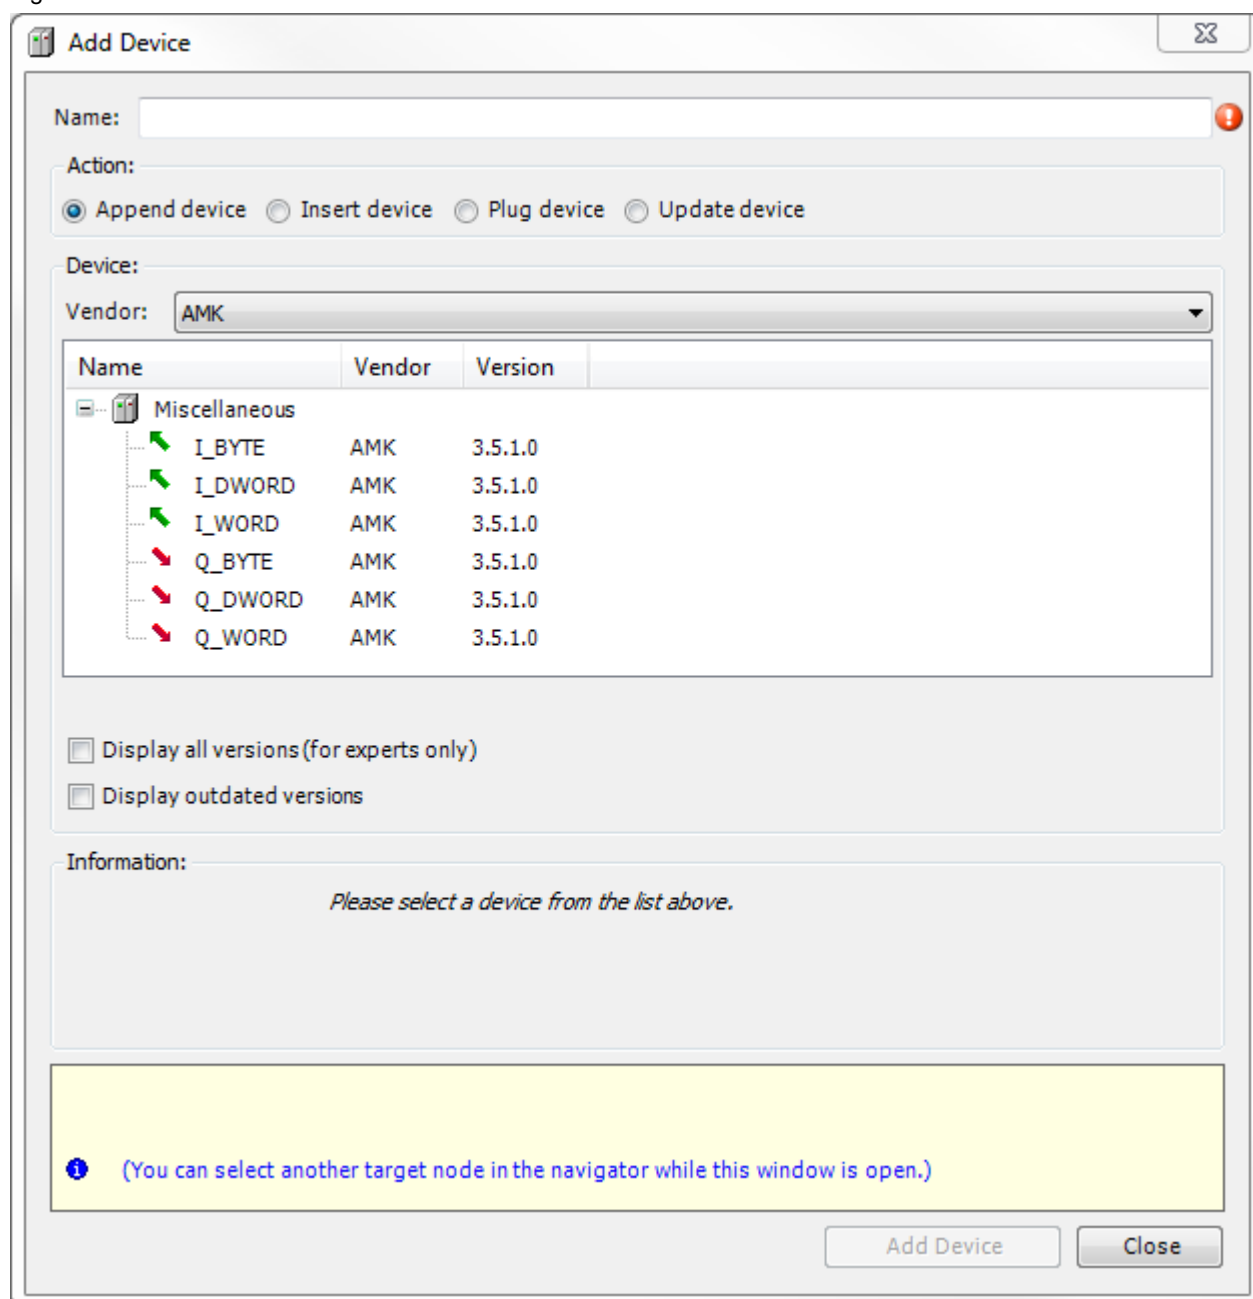 Add Device
Name:
Action:
Append device Insert device Plug device Update device
Device:
Vendor: AMK
Name Vendor Version
Miscellaneous
I_BYTE AMK 3.5.1.0
I_DWORD AMK 3.5.1.0
I_WORD AMK 3.5.1.0
Q_BYTE AMK 3.5.1.0
Q_DWORD AMK 3.5.1.0
Q_WORD AMK 3.5.1.0
Display all versions (for experts only)
Display outdated versions
Information:
Please select a device from the list above.
(You can select another target node in the navigator while this window is open.)
Add Device Close